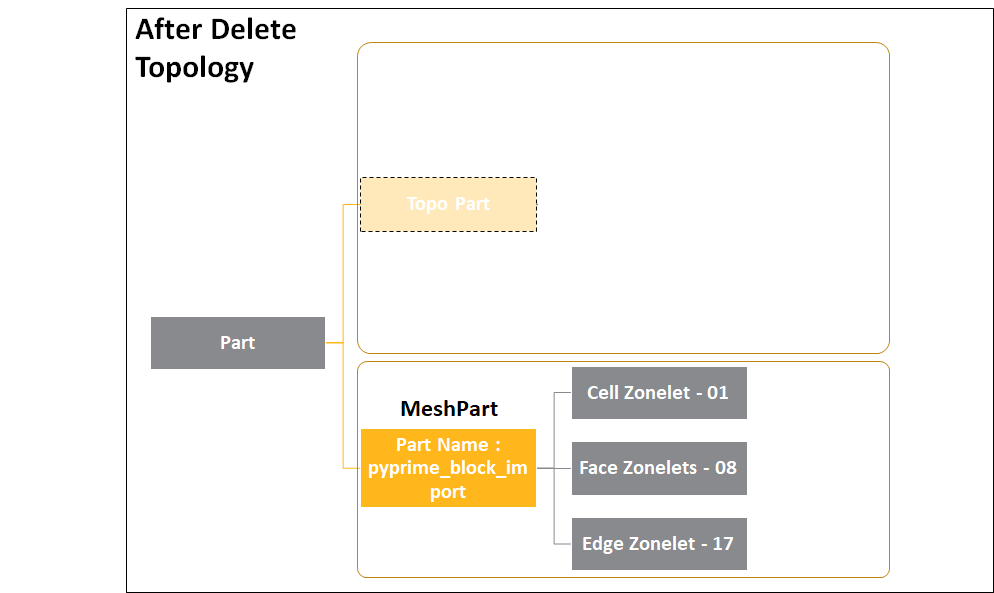 After Delete
Topology
Topo Part
Part
MeshPart
Part Name :
pyprime_block_im
port
Cell Zonelet - 01
Face Zonelets - 08
Edge Zonelet - 17